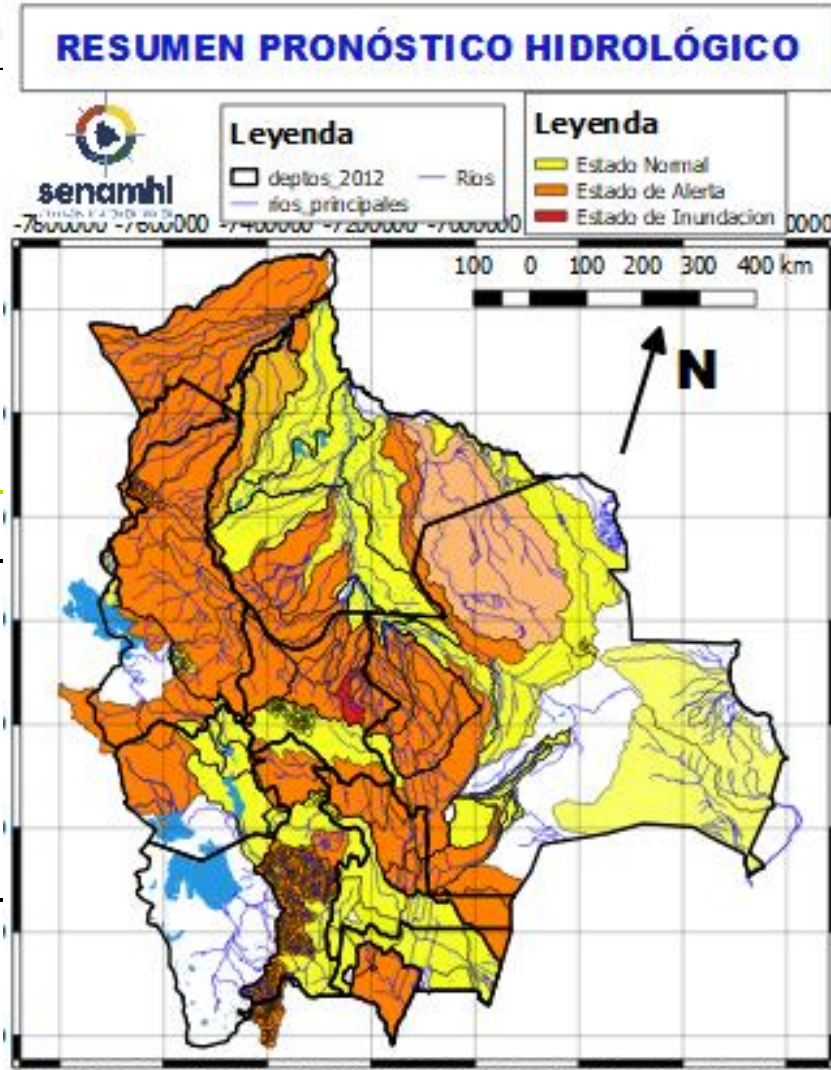 RESUMEN PRONÓSTICO HIDROLÓGICO
senamhi
Leyenda
deptos_2012
Rios
rios_principales
Leyenda
Estado Normal
Estado de Alerta
Estado de Inundacion
-7600000 -7400000 -7200000 -7000000
100 0 100 200 300 400 km
N